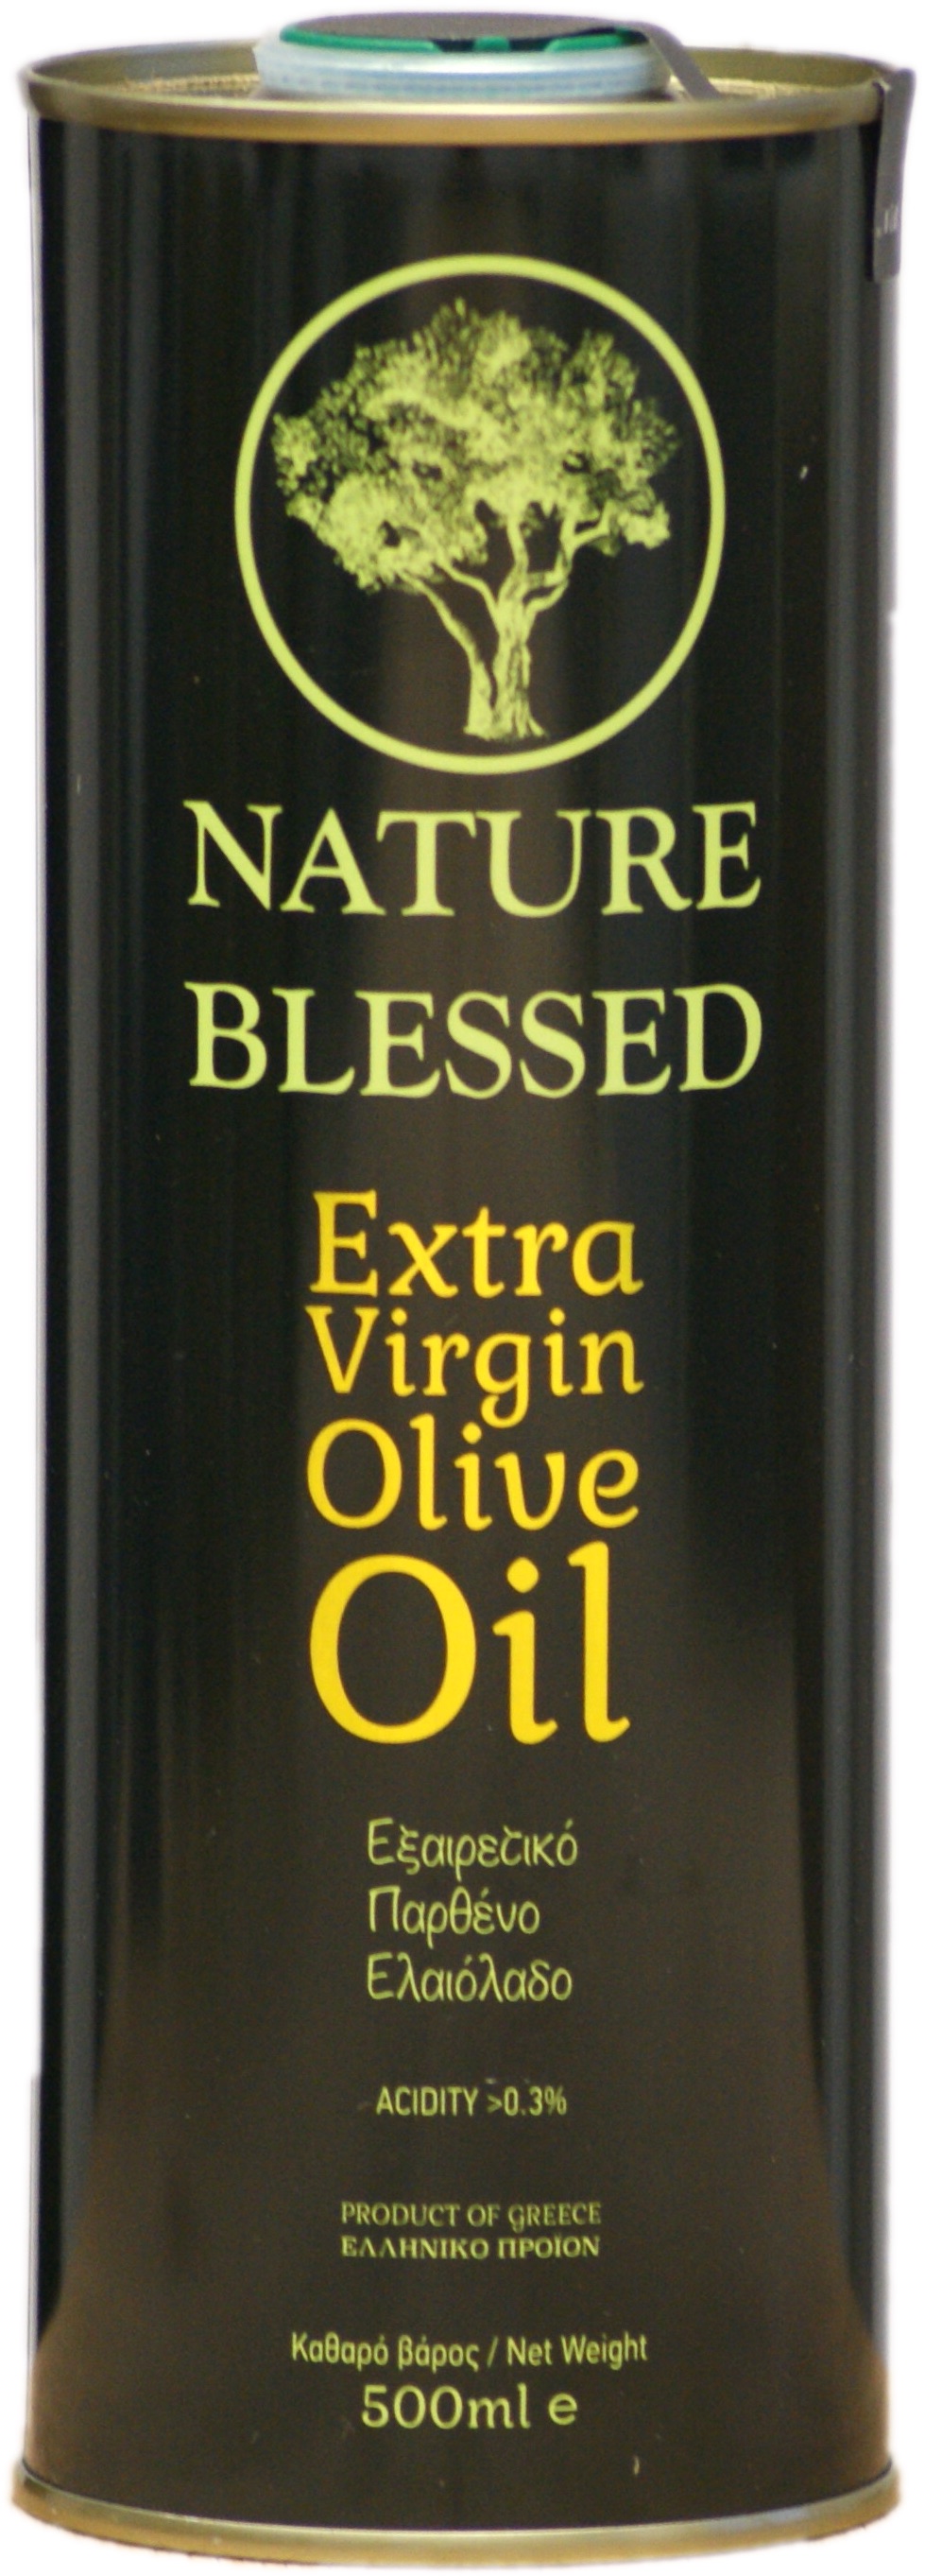 NATURE
BLESSED
Extra
Virgin
Olive
Oil
Εξαιρετικό
Παρθένο
Ελαιόλαδο
ACIDITY >0.3%
PRODUCT OF GREECE
ΕΛΛΗΝΙΚΟ ΠΡΟΪΟΝ
Καθαρό βάρος / Net Weight
500ml e